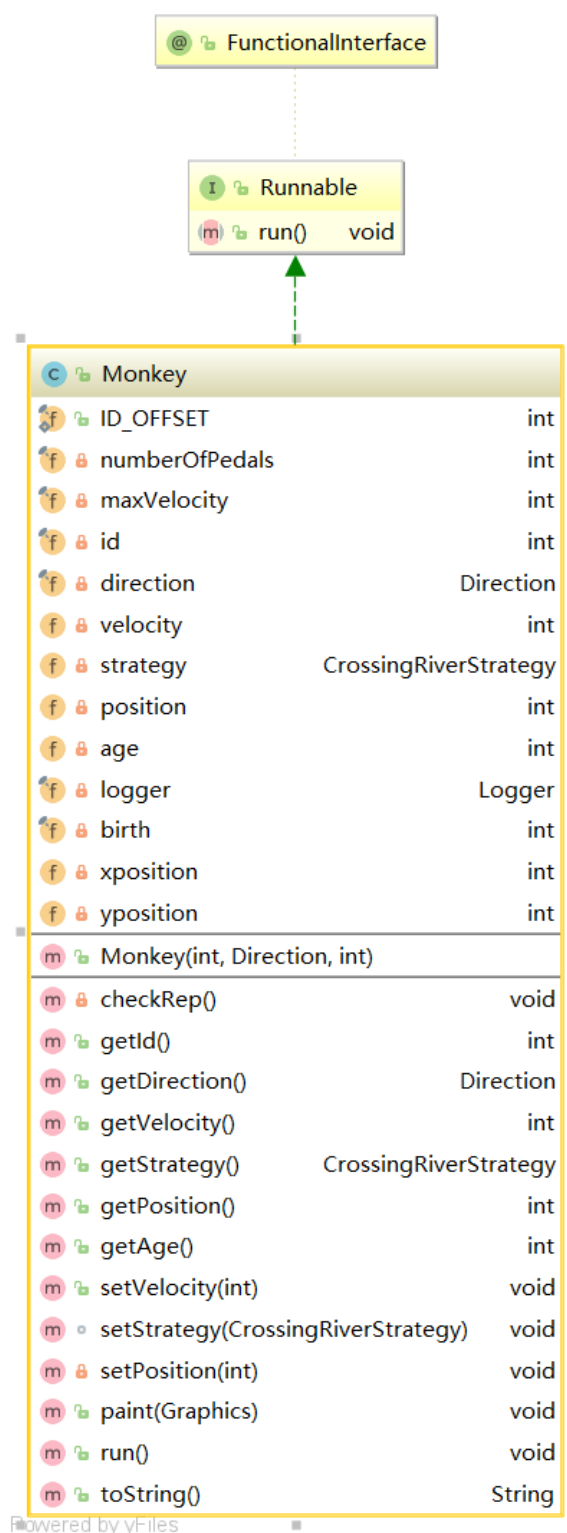 @ FunctionalInterface
I Runnable
m run() void
C Monkey
f ID_OFFSET int
f numberOfPedals int
f maxVelocity int
f id int
f direction Direction
f velocity int
f strategy CrossingRiverStrategy
f position int
f age int
f logger Logger
f birth int
f xposition int
f yposition int
m Monkey(int, Direction, int)
m checkRep() void
m getId() int
m getDirection() Direction
m getVelocity() int
m getStrategy() CrossingRiverStrategy
m getPosition() int
m getAge() int
m setVelocity(int) void
m setStrategy(CrossingRiverStrategy) void
m setPosition(int) void
m paint(Graphics) void
m run() void
m toString() String
Powered by yFiles